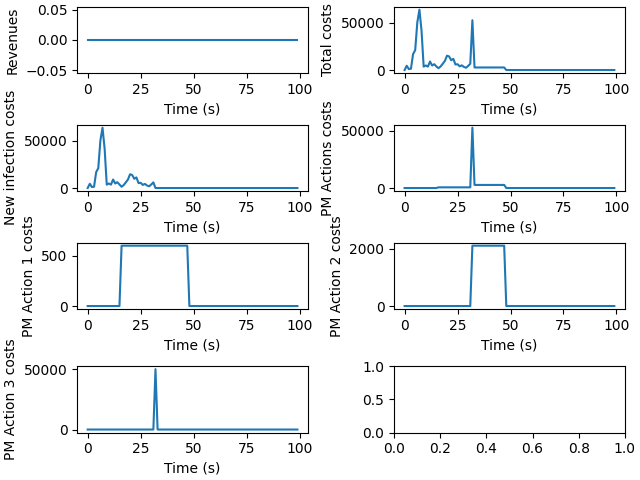 Revenues
0.05
0.00
−0.05
0 25 50 75 100
Time (s)
Total costs
50000
0
0 25 50 75 100
Time (s)
New infection costs
50000
0
0 25 50 75 100
Time (s)
PM Actions costs
50000
0
0 25 50 75 100
Time (s)
PM Action 1 costs
500
0
0 25 50 75 100
Time (s)
PM Action 2 costs
2000
0
0 25 50 75 100
Time (s)
PM Action 3 costs
50000
0
0 25 50 75 100
Time (s)
1.0
0.5
0.0
0.0 0.2 0.4 0.6 0.8 1.0